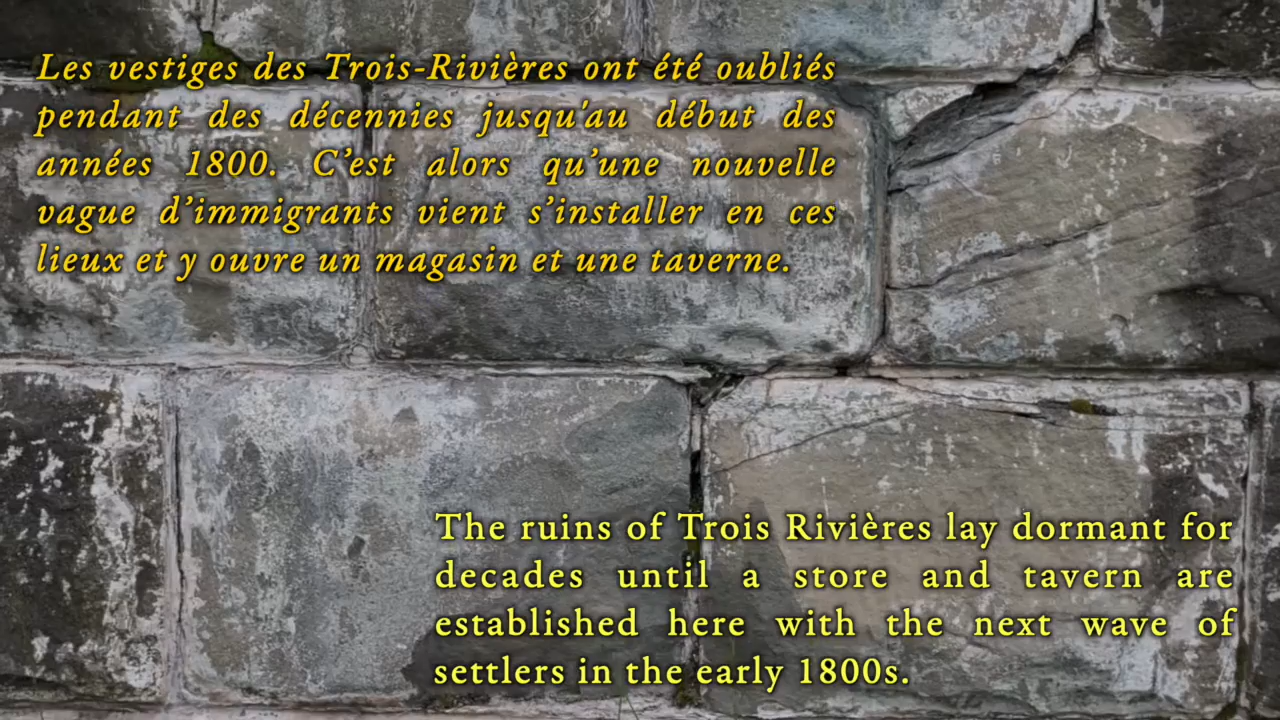 Les vestiges des Trois-Rivières ont été oubliés
pendant des décennies jusqu'au début des
années 1800. C’est alors qu’une nouvelle
vague d’immigrants vient s’installer en ces
lieux et y ouvre un magasin et une taverne.
The ruins of Trois Rivières lay dormant for
decades until a store and tavern are
established here with the next wave of
settlers in the early 1800s.